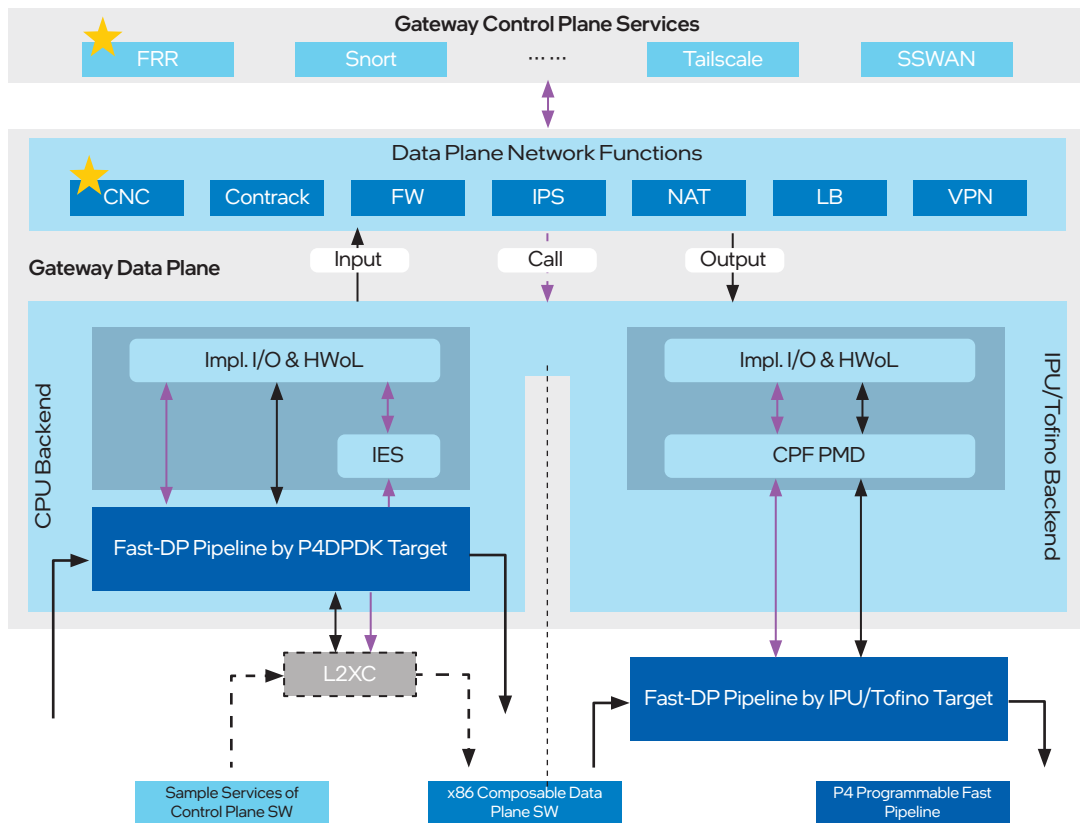 Gateway Control Plane Services
FRR
Snort
......
Tailscale
SSWAN
Data Plane Network Functions
CNC
Contrack
FW
IPS
NAT
LB
VPN
Input
Call
Output
Gateway Data Plane
CPU Backend
Impl. I/O & HWoL
IES
Fast-DP Pipeline by P4DPDK Target
L2XC
Impl. I/O & HWoL
CPF PMD
IPU/Tofino Backend
Fast-DP Pipeline by IPU/Tofino Target
Sample Services of
Control Plane SW
x86 Composable Data
Plane SW
P4 Programmable Fast
Pipeline